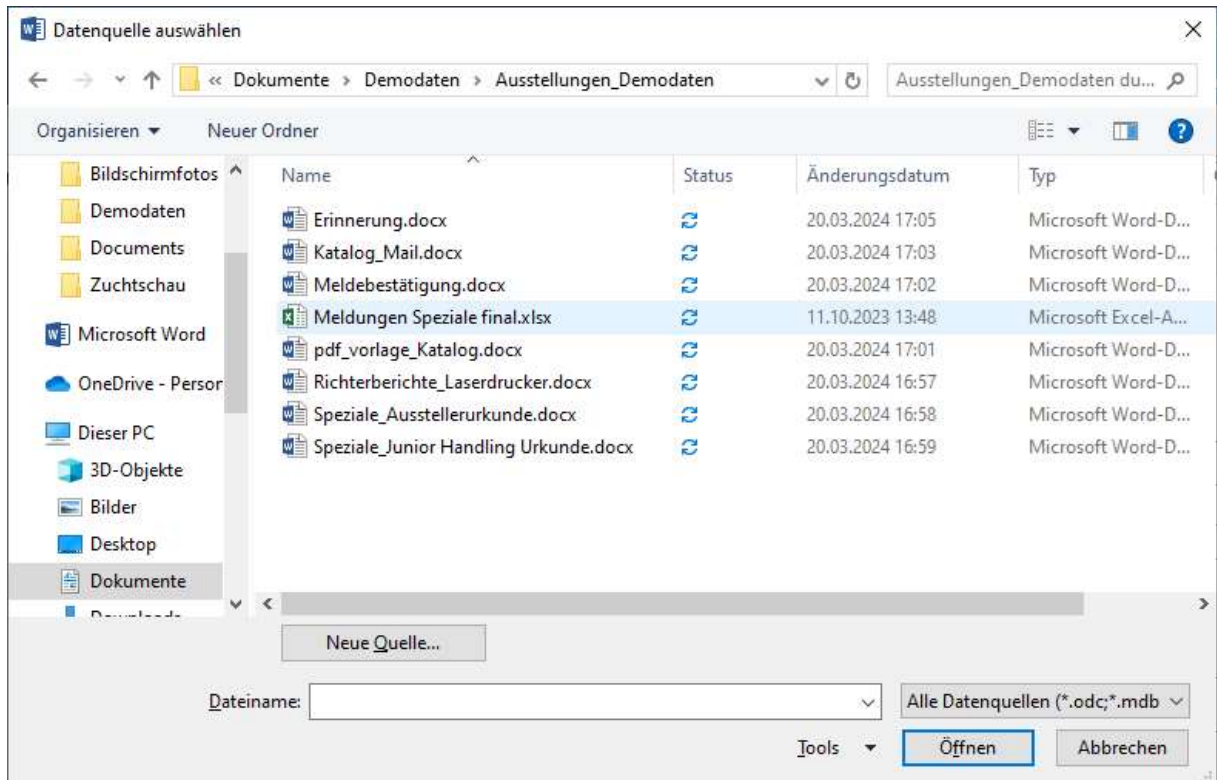 Datenquelle auswählen
« Dokumente > Demodaten > Ausstellungen_Demodaten
Ausstellungen_Demodaten du...
Organisieren
Neuer Ordner
Bildschirmfotos
Demodaten
Documents
Zuchtschau
Microsoft Word
OneDrive - Person
Dieser PC
3D-Objekte
Bilder
Desktop
Dokumente
Name Status Änderungsdatum Typ
Erinnerung.docx 20.03.2024 17:05 Microsoft Word-D...
Katalog_Mail.docx 20.03.2024 17:03 Microsoft Word-D...
Meldebestätigung.docx 20.03.2024 17:02 Microsoft Word-D...
Meldungen Speziale final.xlsx 11.10.2023 13:48 Microsoft Excel-A...
pdf_vorlage_Katalog.docx 20.03.2024 17:01 Microsoft Word-D...
Richterberichte_Laserdrucker.docx 20.03.2024 16:57 Microsoft Word-D...
Speziale_Ausstellerurkunde.docx 20.03.2024 16:58 Microsoft Word-D...
Speziale_Junior Handling Urkunde.docx 20.03.2024 16:59 Microsoft Word-D...
Neue Quelle...
Dateiname:
Alle Datenquellen (*.odc;*.mdb
Tools
Öffnen
Abbrechen